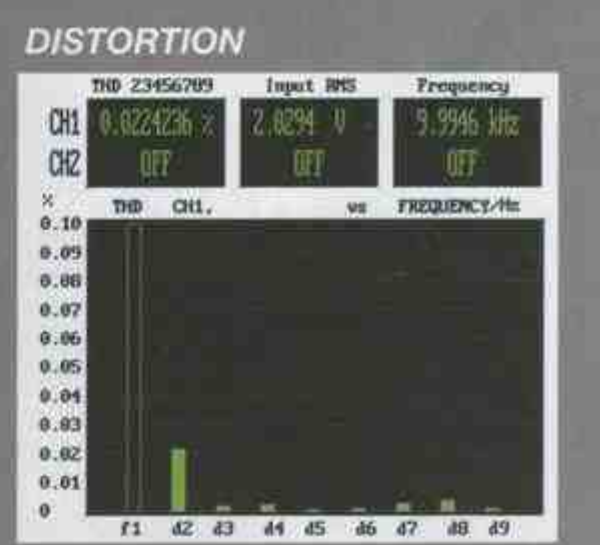 DISTORTION
THD 23456789 Input RMS Frequency
CH1 0.0224236 % 2.0294 V 9.9946 kHz
CH2 OFF OFF OFF
% THD CH1, vs FREQUENCY/Hz
0.10
0.09
0.08
0.07
0.06
0.05
0.04
0.03
0.02
0.01
0
f1 d2 d3 d4 d5 d6 d7 d8 d9